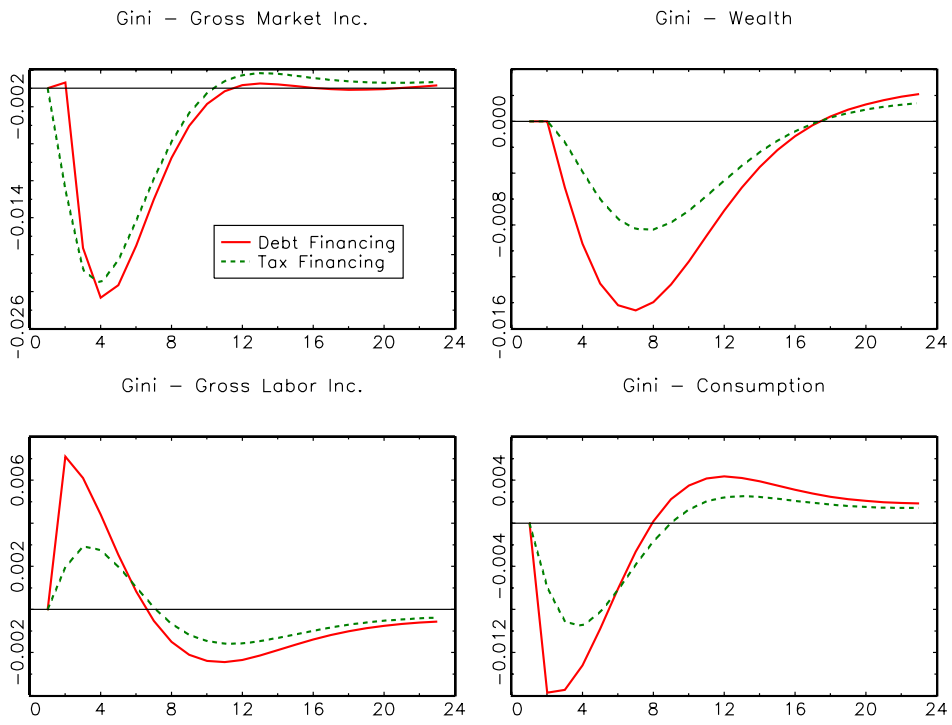 Gini – Gross Market Inc.
-0.002
-0.014
-0.026
Debt Financing
Tax Financing
0 4 8 12 16 20 24
Gini – Wealth
0.000
-0.008
-0.016
0 4 8 12 16 20 24
Gini – Gross Labor Inc.
0.006
0.002
-0.002
0 4 8 12 16 20 24
Gini – Consumption
0.004
-0.004
-0.012
0 4 8 12 16 20 24